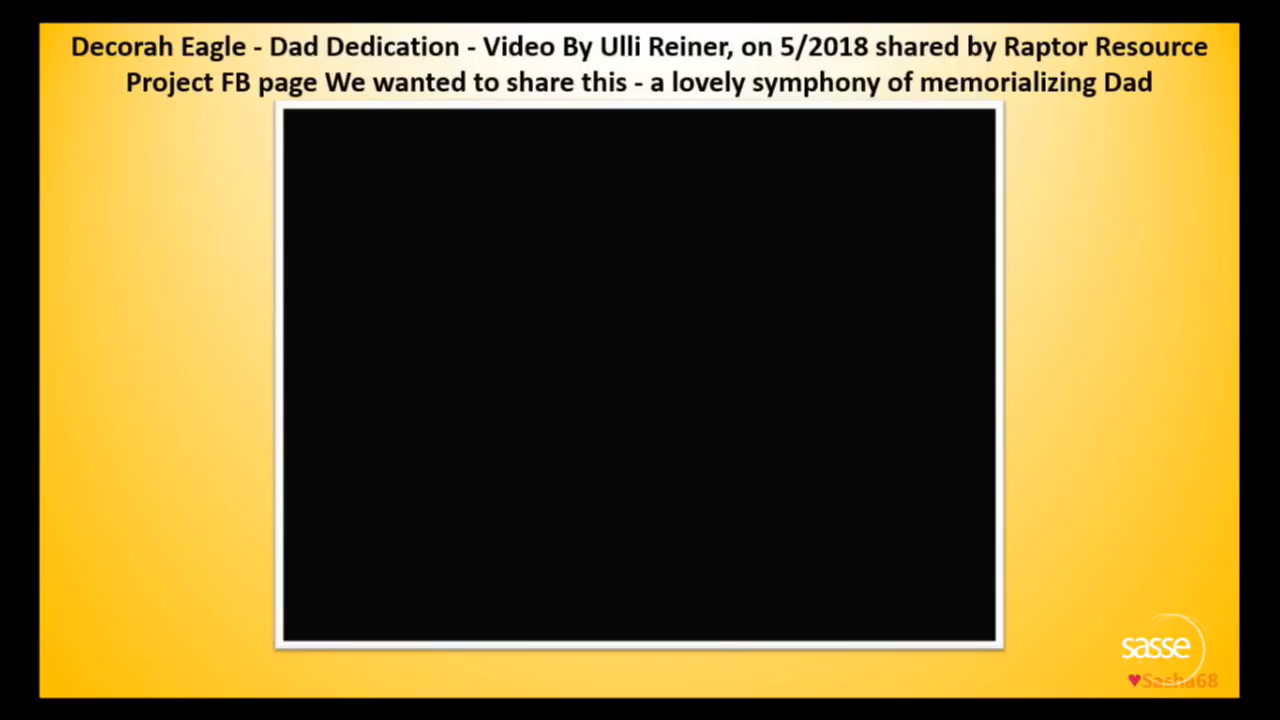 Decorah Eagle - Dad Dedication - Video By Ulli Reiner, on 5/2018 shared by Raptor Resource
Project FB page We wanted to share this - a lovely symphony of memorializing Dad
sasse
♥Sasha68